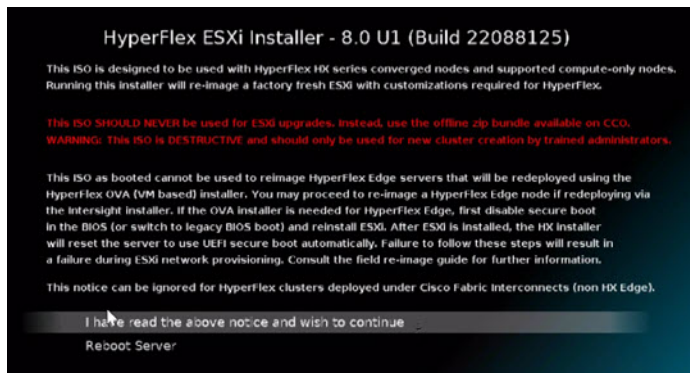 HyperFlex ESXi Installer - 8.0 U1 (Build 22088125)
This ISO is designed to be used with HyperFlex HX series converged nodes and supported compute-only nodes.
Running this installer will re-image a factory fresh ESXi with customizations required for HyperFlex.
This ISO SHOULD NEVER be used for ESXi upgrades. Instead, use the offline zip bundle available on CCO.
WARNING: This ISO is DESTRUCTIVE and should only be used for new cluster creation by trained administrators.
This ISO as booted cannot be used to reimage HyperFlex Edge servers that will be redeployed using the
HyperFlex OVA (VM based) installer. You may proceed to re-image a HyperFlex Edge node if redeploying via
the Intersight installer. If the OVA installer is needed for HyperFlex Edge, first disable secure boot
in the BIOS (or switch to legacy BIOS boot) and reinstall ESXi. After ESXi is installed, the HX installer
will reset the server to use UEFI secure boot automatically. Failure to follow these steps will result in
a failure during ESXi network provisioning. Consult the field re-image guide for further information.
This notice can be ignored for HyperFlex clusters deployed under Cisco Fabric Interconnects (non HX Edge).
I have read the above notice and wish to continue
Reboot Server